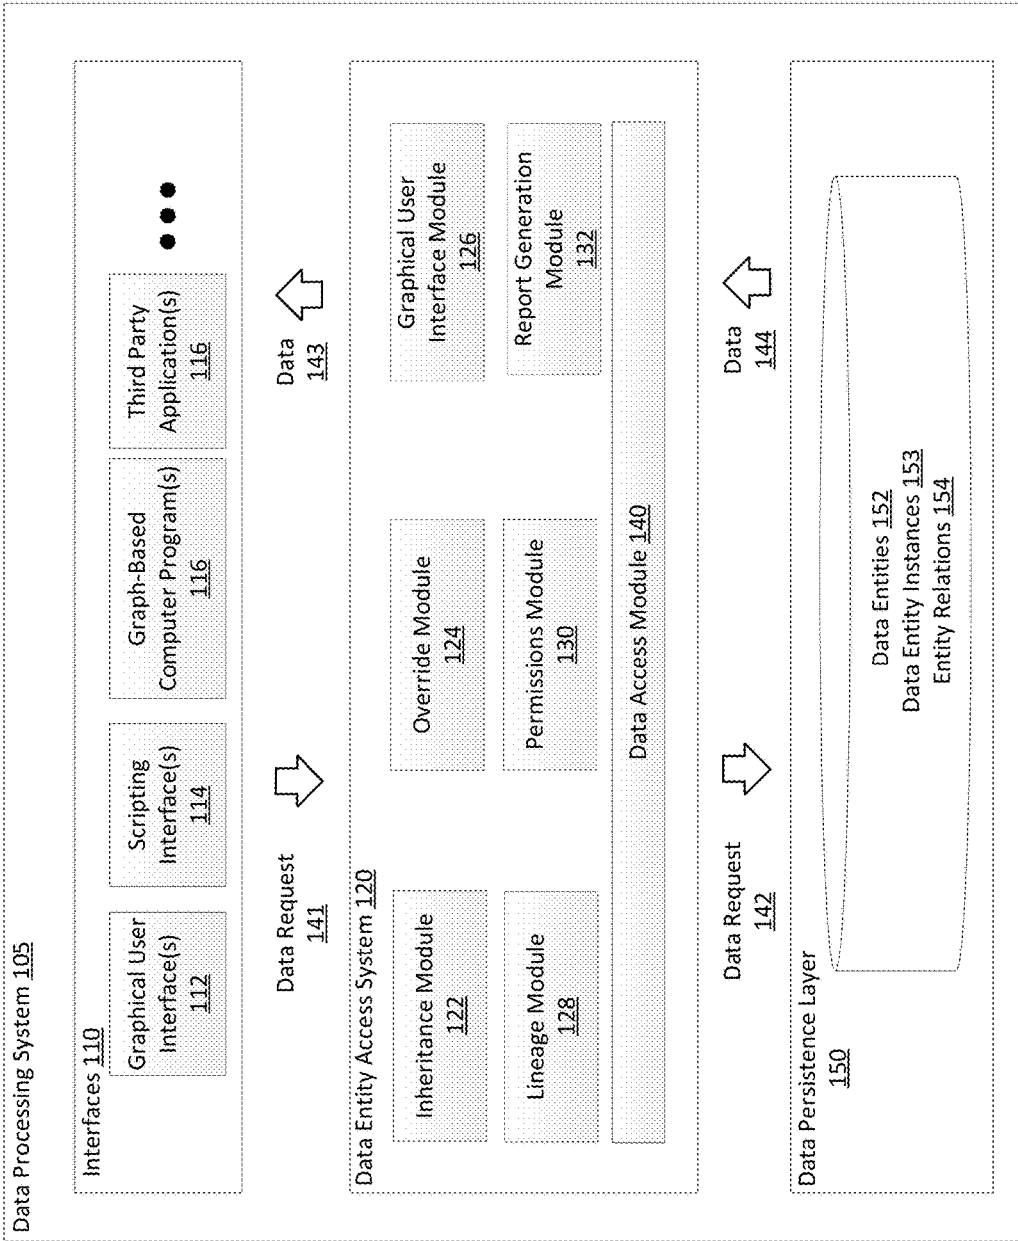 Data Processing System 105
Interfaces 110
Graphical User
Interface(s)
112
Scripting
Interface(s)
114
Graph-Based
Computer Program(s)
116
Third Party
Application(s)
116
Data Request
141
Data
143
Data Entity Access System 120
Inheritance Module
122
Override Module
124
Graphical User
Interface Module
126
Lineage Module
128
Permissions Module
130
Report Generation
Module
132
Data Access Module 140
Data Request
142
Data
144
Data Persistence Layer
150
Data Entities 152
Data Entity Instances 153
Entity Relations 154